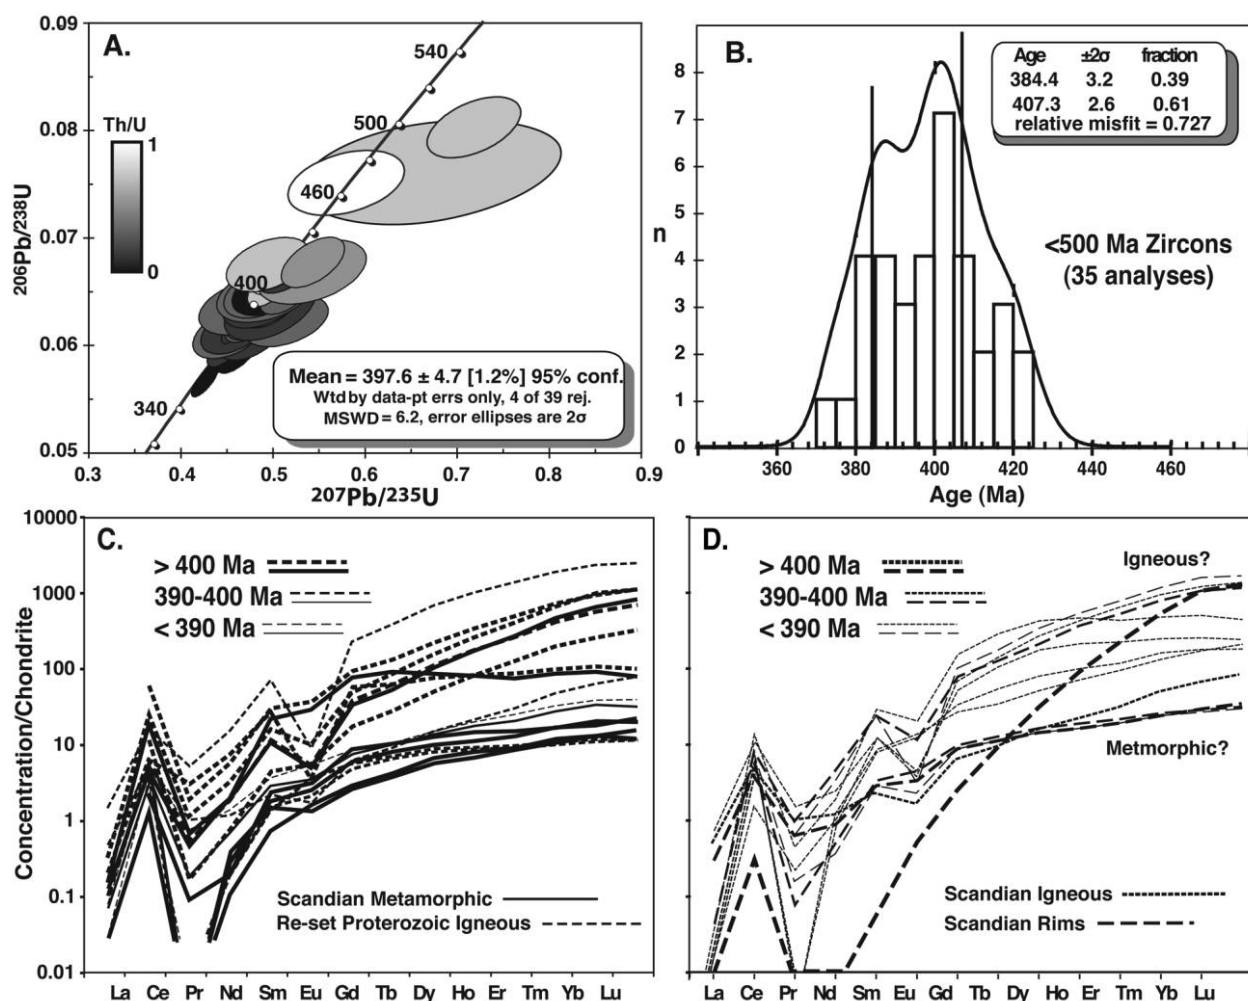 A.
0.09
0.08
0.07
0.06
0.05
206Pb/238U
Th/U
1
0
540
500
460
400
340
Mean = 397.6 ± 4.7 [1.2%] 95% conf.
Wtd by data-pt errs only, 4 of 39 rej.
MSWD = 6.2, error ellipses are 2σ
0.3 0.4 0.5 0.6 0.7 0.8 0.9
207Pb/235U
B.
8
7
6
5
4
3
2
1
0
n
Age ±2σ fraction
384.4 3.2 0.39
407.3 2.6 0.61
relative misfit = 0.727
<500 Ma Zircons
(35 analyses)
360 380 400 420 440 460
Age (Ma)
C.
10000
1000
100
10
1
0.1
0.01
Concentration/Chondrite
> 400 Ma
390-400 Ma
< 390 Ma
Scandian Metamorphic
Re-set Proterozoic Igneous
La Ce Pr Nd Sm Eu Gd Tb Dy Ho Er Tm Yb Lu
D.
> 400 Ma
390-400 Ma
< 390 Ma
Igneous?
Metmorphic?
Scandian Igneous
Scandian Rims
La Ce Pr Nd Sm Eu Gd Tb Dy Ho Er Tm Yb Lu